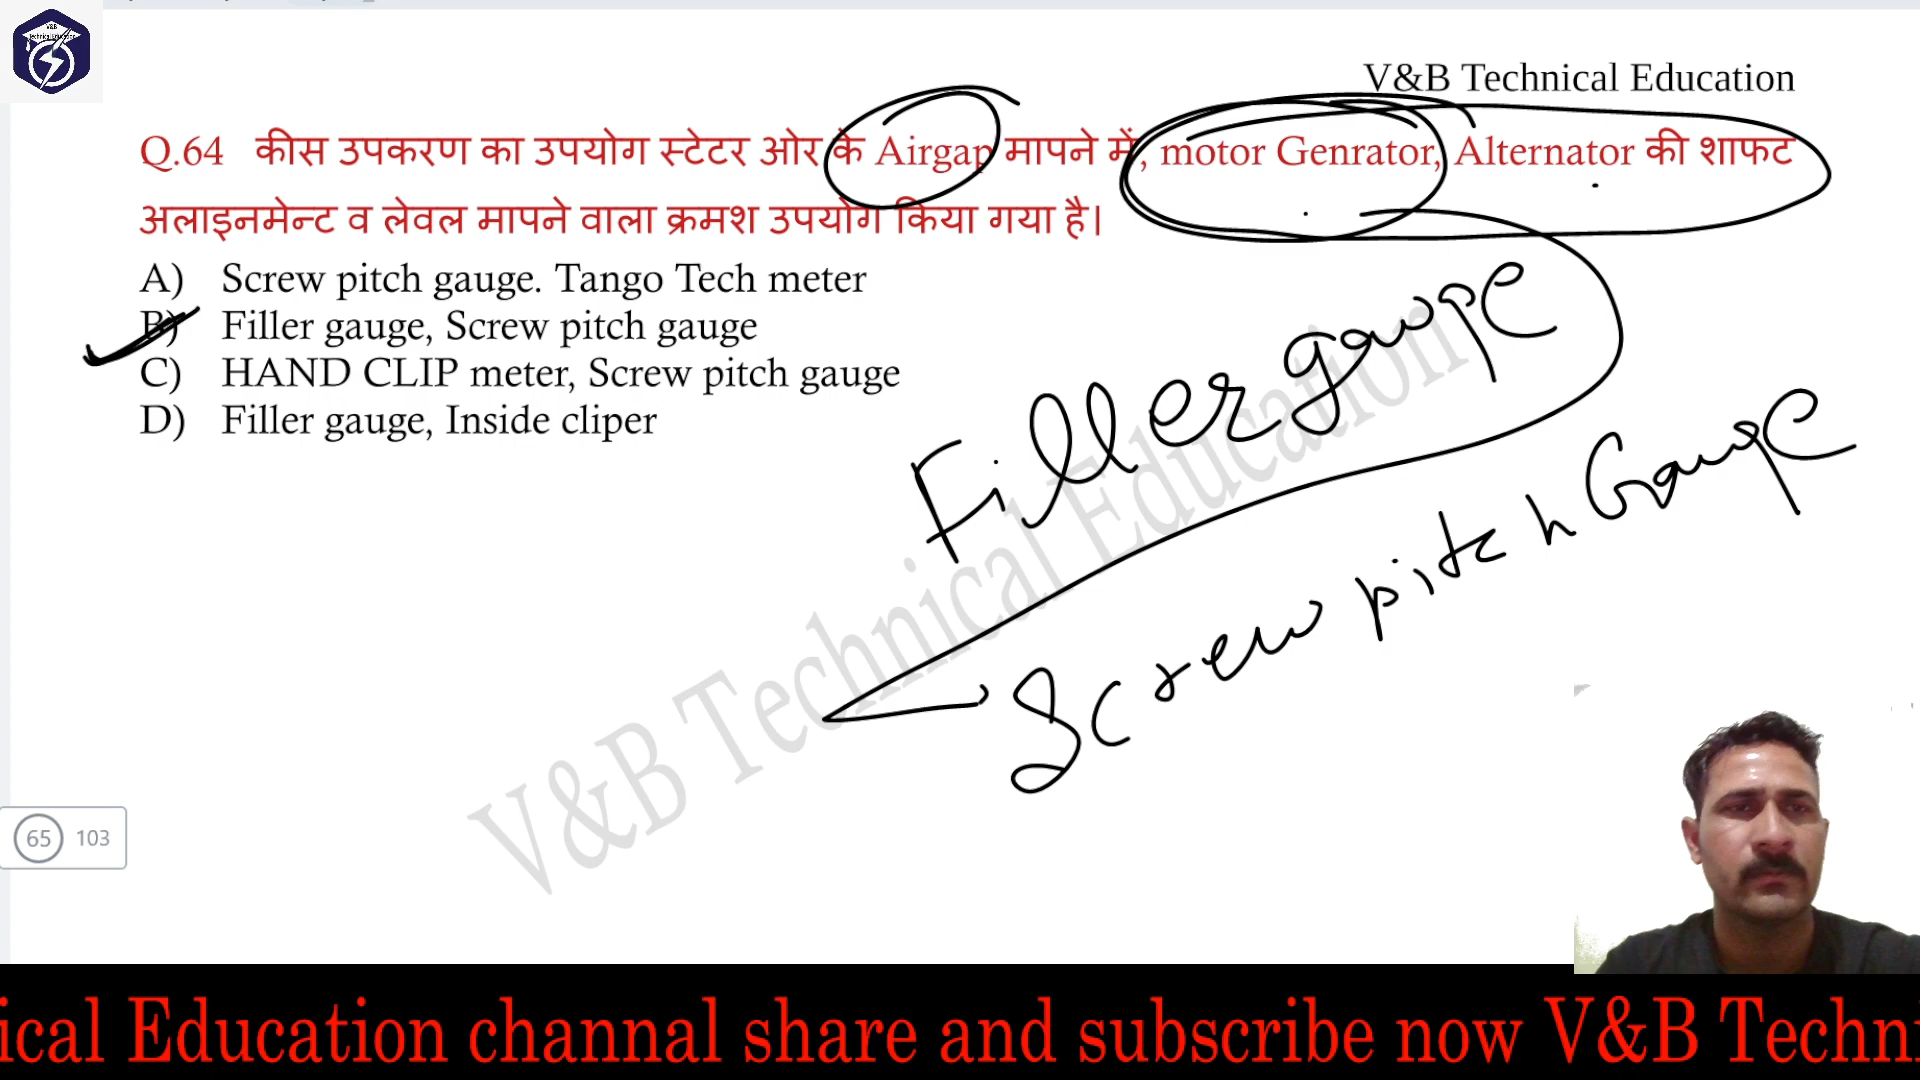 V&B
Technical Education
V&B Technical Education
Q.64 कीस उपकरण का उपयोग स्टेटर ओर के Airgap मापने में, motor Genrator, Alternator की शाफट
अलाइनमेन्ट व लेवल मापने वाला क्रमश उपयोग किया गया है।
A) Screw pitch gauge. Tango Tech meter
B) Filler gauge, Screw pitch gauge
C) HAND CLIP meter, Screw pitch gauge
D) Filler gauge, Inside cliper
Filler gauge
Screw pitch Gauge
V&B Technical Education
65 103
ical Education channal share and subscribe now V&B Techni